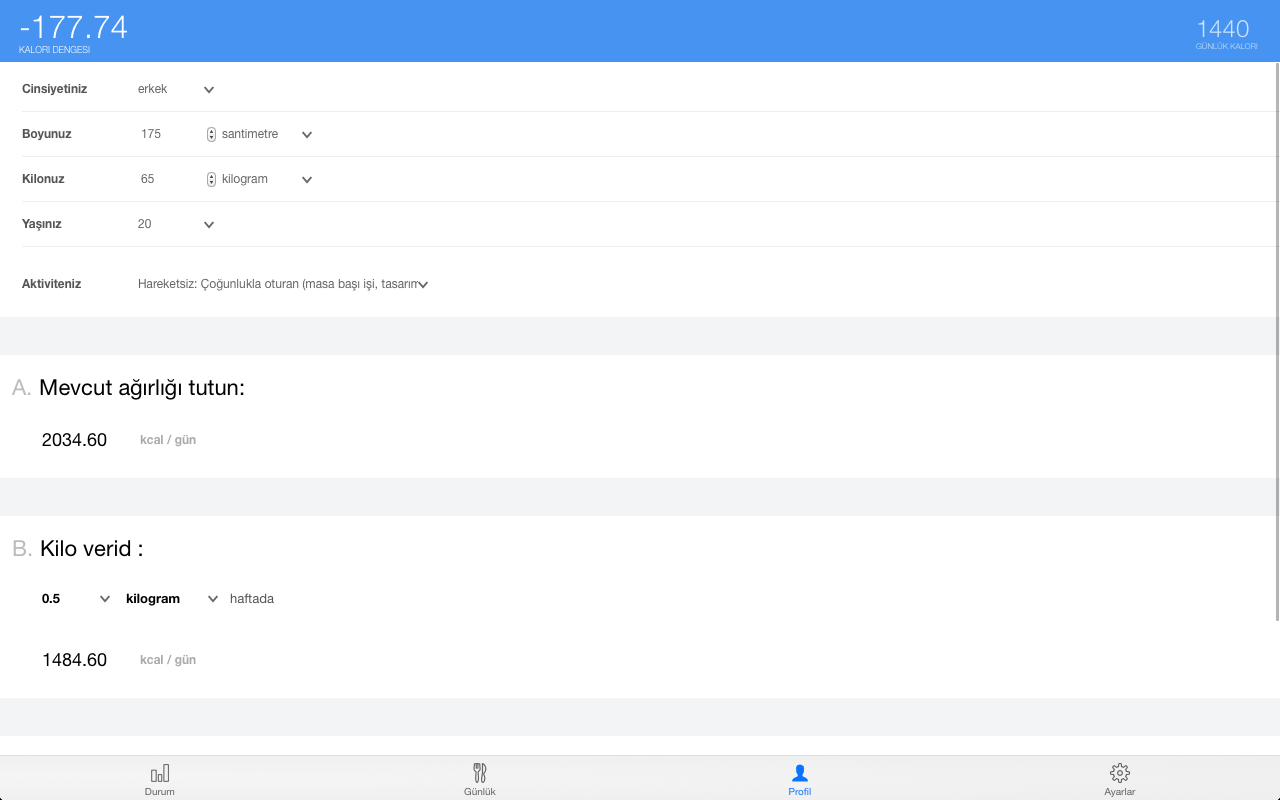 -177.74
KALORI DENGESI
1440
GÜNLÜK KALORI
Cinsiyetiniz erkek
Boyunuz 175 santimetre
Kilonuz 65 kilogram
Yaşınız 20
Aktiviteniz Hareketsiz: Çoğunlukla oturan (masa başı işi, tasarım
A. Mevcut ağırlığı tutun:
2034.60 kcal / gün
B. Kilo verid :
0.5 kilogram haftada
1484.60 kcal / gün
Durum Günlük Profil Ayarlar